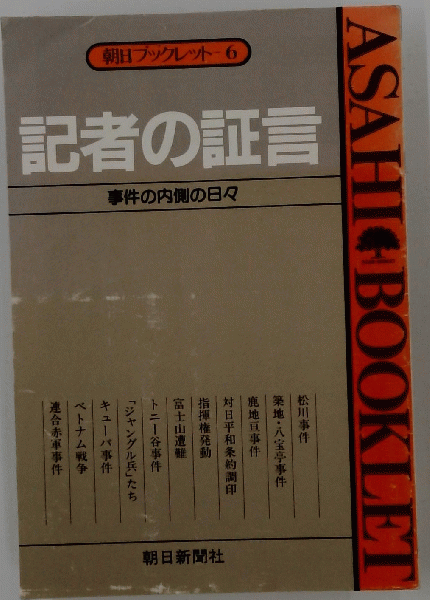 朝日ブックレット－6
記者の証言
事件の内側の日々
松川事件
築地・八宝亭事件
鹿地亘事件
対日平和条約調印
指揮権発動
富士山遭難
トニー谷事件
「ジャングル兵」たち
キューバ事件
ベトナム戦争
連合赤軍事件
朝日新聞社
ASAHI BOOKLET